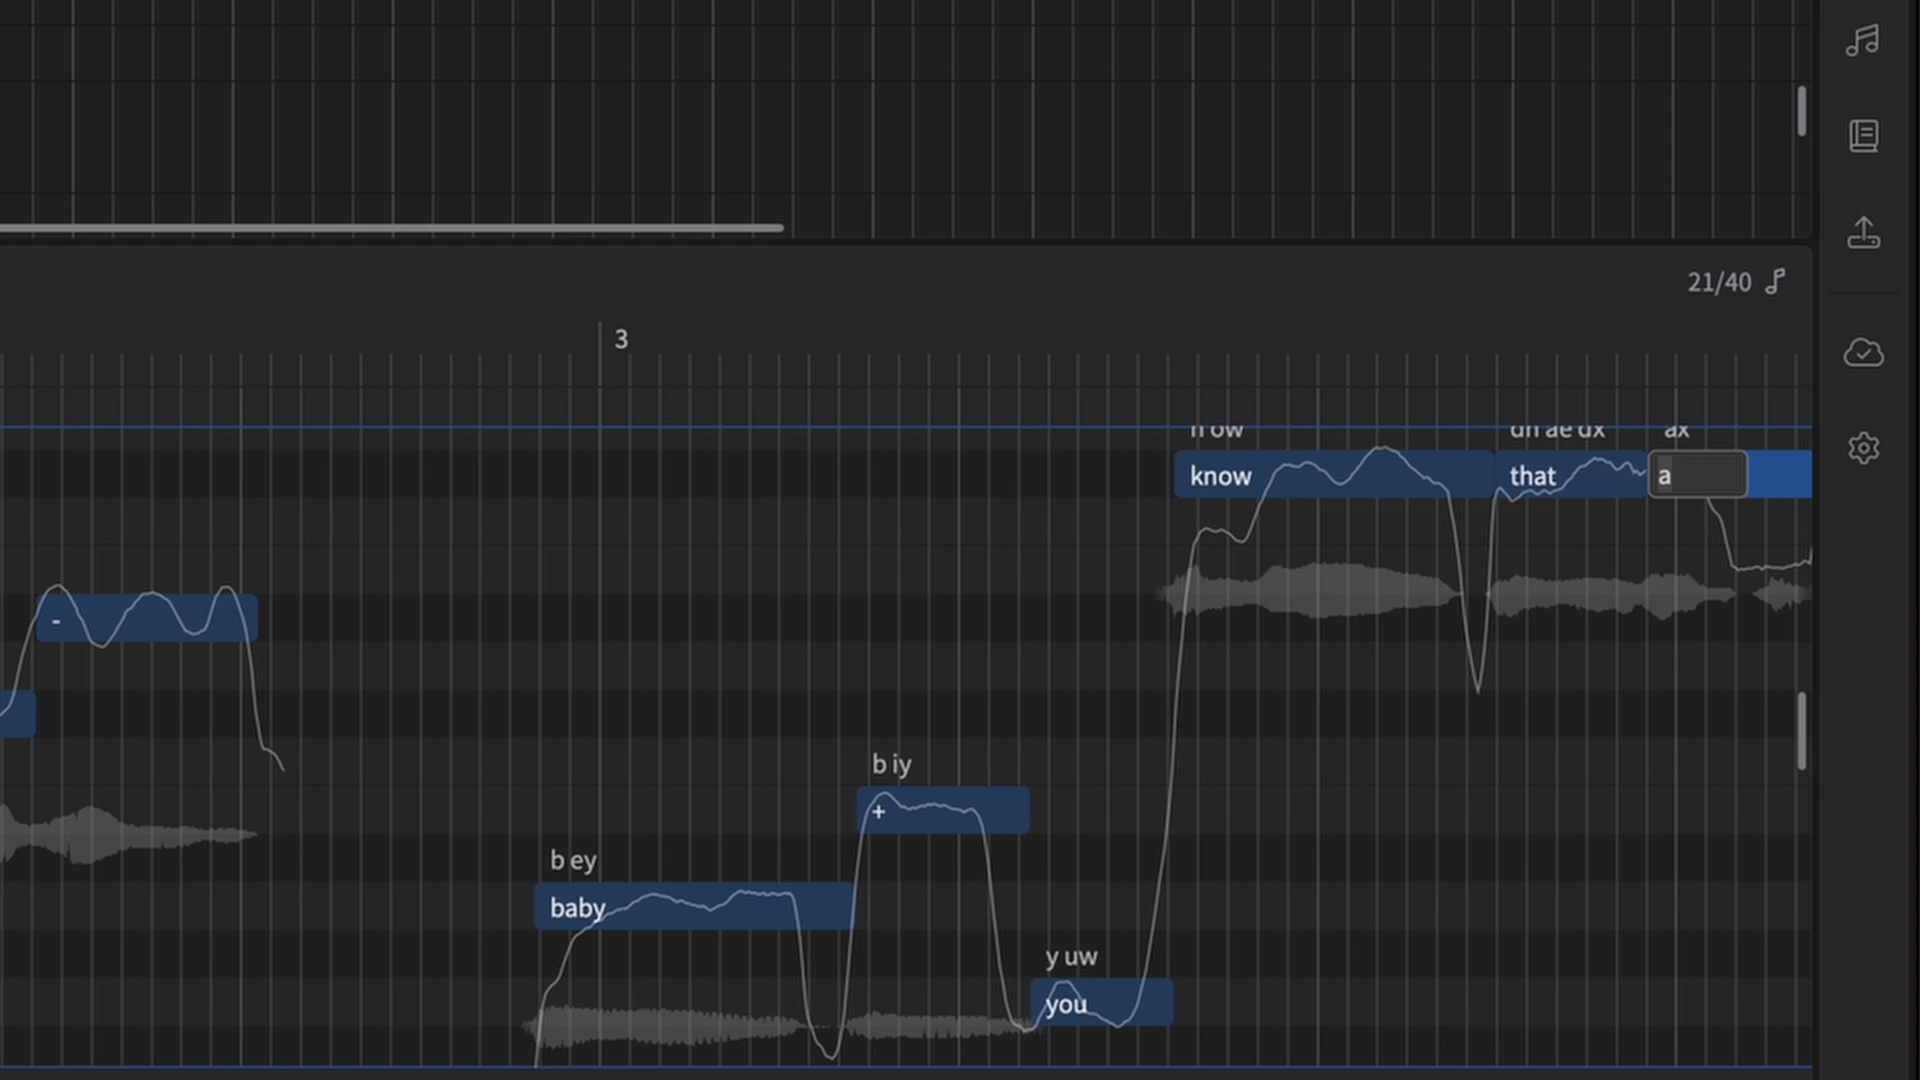 21/40
3
n ow dh ae dx ax
know that a
-
b iy
+
b ey
baby
y uw
you